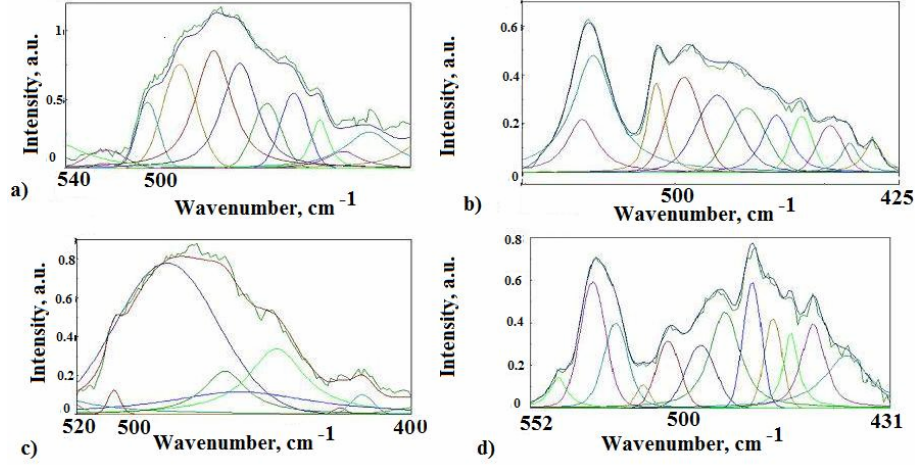 1
0.5
0
Intensity, a.u.
540
500
Wavenumber, cm -1
a)
0.6
0.4
0.2
0
Intensity, a.u.
500
425
Wavenumber, cm -1
b)
0.8
0.6
0.4
0.2
0
Intensity, a.u.
520
500
400
Wavenumber, cm -1
c)
0.8
0.6
0.4
0.2
0
Intensity, a.u.
552
500
431
Wavenumber, cm -1
d)